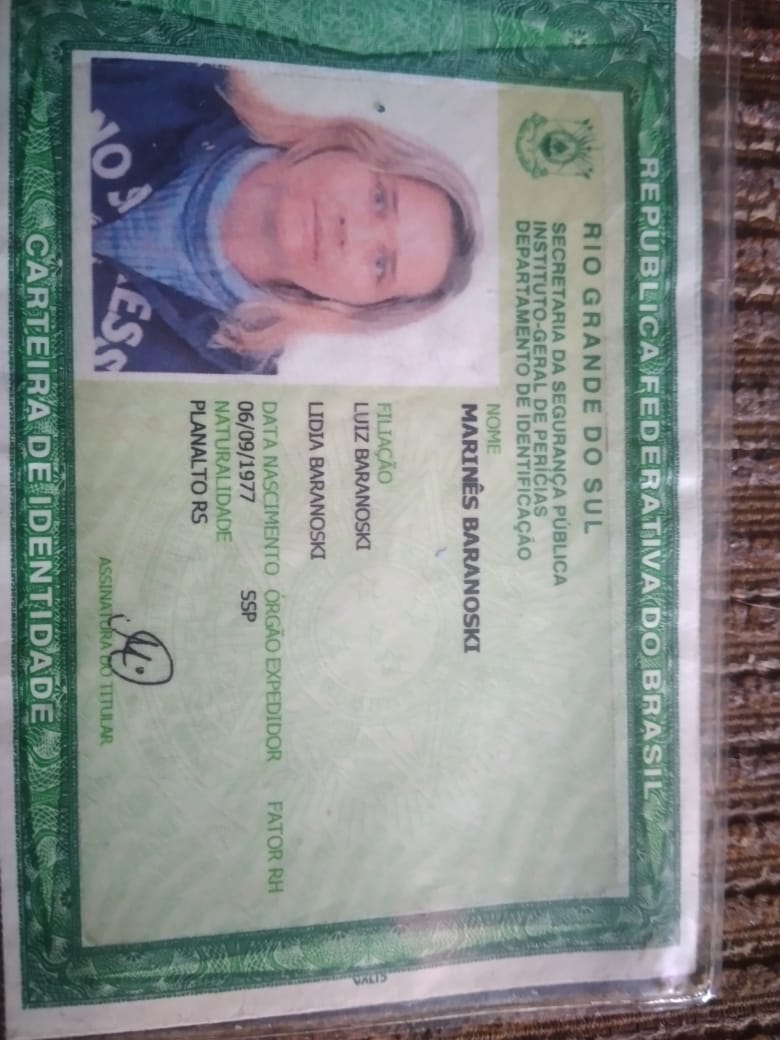 REPÚBLICA FEDERATIVA DO BRASIL
RIO GRANDE DO SUL
SECRETARIA DA SEGURANÇA PÚBLICA
INSTITUTO-GERAL DE PERÍCIAS
DEPARTAMENTO DE IDENTIFICAÇÃO
NOME
MARINÊS BARANOSKI
FILIAÇÃO
LUIZ BARANOSKI
LIDIA BARANOSKI
DATA NASCIMENTO ÓRGÃO EXPEDIDOR FATOR RH
06/09/1977 SSP
NATURALIDADE
PLANALTO RS
ASSINATURA DO TITULAR
CARTEIRA DE IDENTIDADE